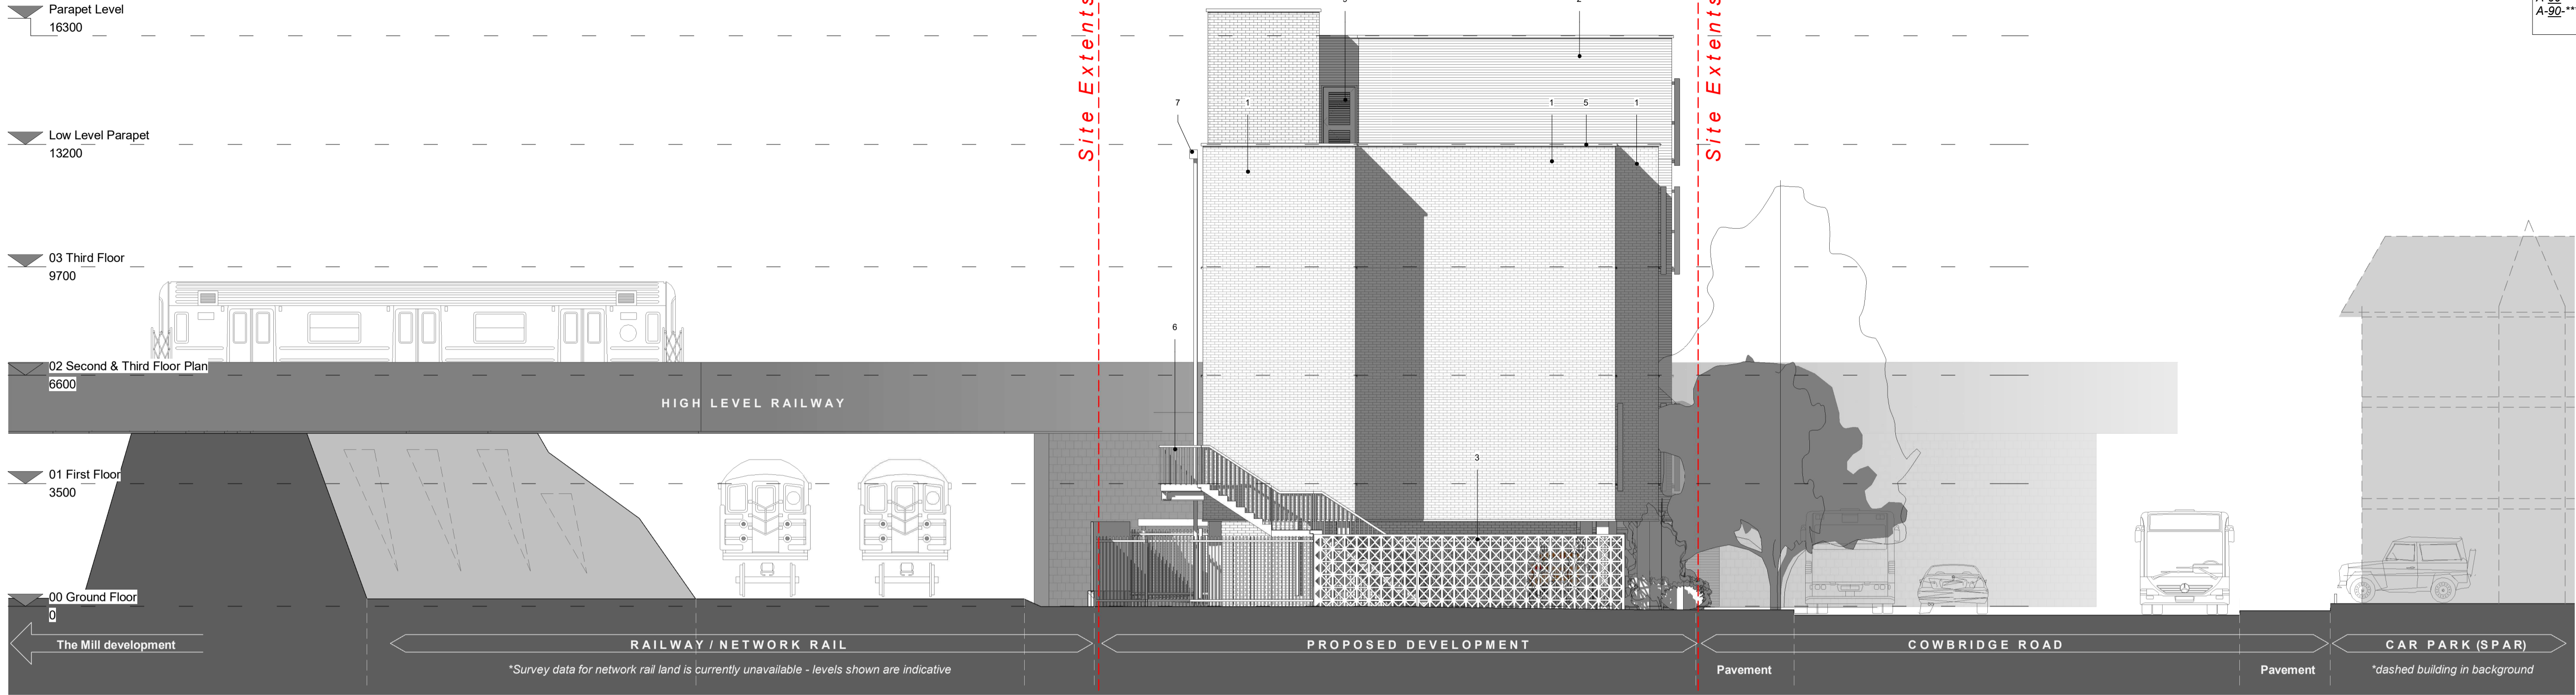 Parapet Level
16300
Low Level Parapet
13200
03 Third Floor
9700
02 Second & Third Floor Plan
6600
01 First Floor
3500
00 Ground Floor
0
Site Extents
Site Extents
A-90-**
7
1
1
5
1
2
6
3
HIGH LEVEL RAILWAY
The Mill development
RAILWAY / NETWORK RAIL
*Survey data for network rail land is currently unavailable - levels shown are indicative
PROPOSED DEVELOPMENT
COWBRIDGE ROAD
Pavement
Pavement
CAR PARK (SPAR)
*dashed building in background